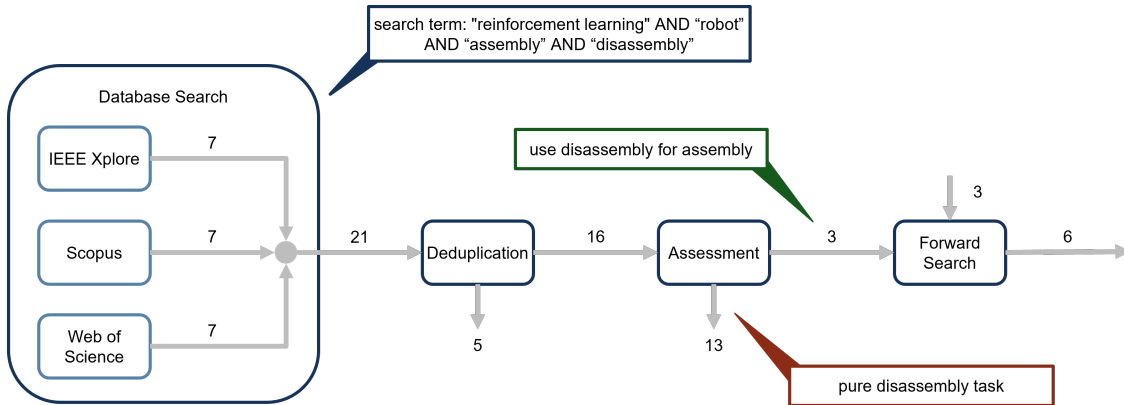 search term: "reinforcement learning" AND “robot”
AND “assembly” AND “disassembly”
Database Search
IEEE Xplore
7
Scopus
7
Web of
Science
7
21
Deduplication
5
16
Assessment
13
use disassembly for assembly
pure disassembly task
3
Forward
Search
3
6